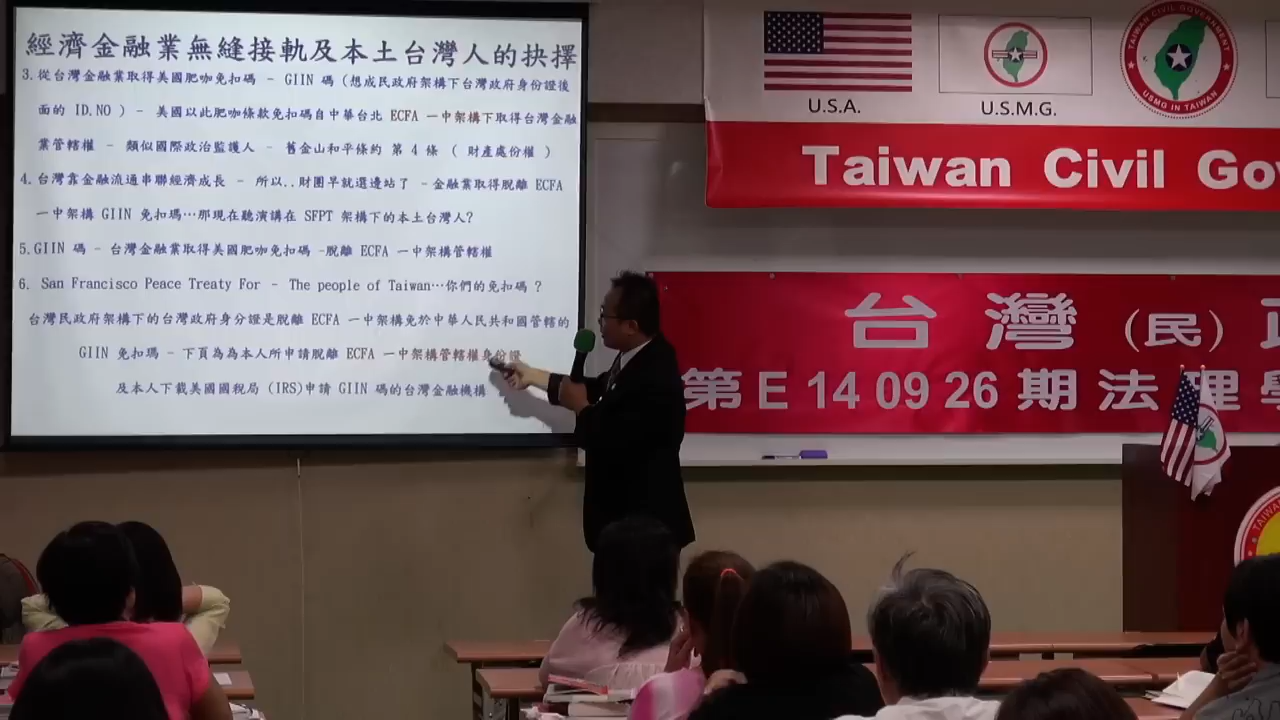 經濟金融業無縫接軌及本土台灣人的抉擇
3.從台灣金融業取得美國肥咖免扣碼 – GIIN 碼(想成民政府架構下台灣政府身份證後
面的 ID.NO ) – 美國以此肥咖條款免扣碼自中華台北 ECFA 一中架構下取得台灣金融
業管轄權 – 類似國際政治監護人 – 舊金山和平條約 第 4 條 ( 財產處份權 )
4.台灣靠金融流通串聯經濟成長 – 所以..財團早就選邊站了 –金融業取得脫離 ECFA
一中架構 GIIN 免扣瑪…那現在聽演講在 SFPT 架構下的本土台灣人?
5.GIIN 碼 – 台灣金融業取得美國肥咖免扣碼 –脫離 ECFA 一中架構管轄權
6. San Francisco Peace Treaty For – The people of Taiwan…你們的免扣碼 ?
台灣民政府架構下的台灣政府身分證是脫離 ECFA 一中架構免於中華人民共和國管轄的
GIIN 免扣瑪 – 下頁為為本人所申請脫離 ECFA 一中架構管轄權身份證
及本人下載美國國稅局 (IRS)申請 GIIN 碼的台灣金融機構
U.S.A.
U.S.M.G.
TAIWAN CIVIL GOVERNMENT
USMG IN TAIWAN
Taiwan Civil Go
台灣(民)政
第E 14 09 26 期法理學